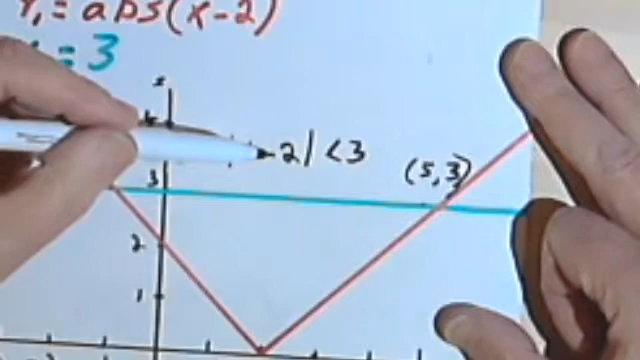 Y₁ = abs(x-2)
= 3
-2| < 3
3
(5,3)
2
1